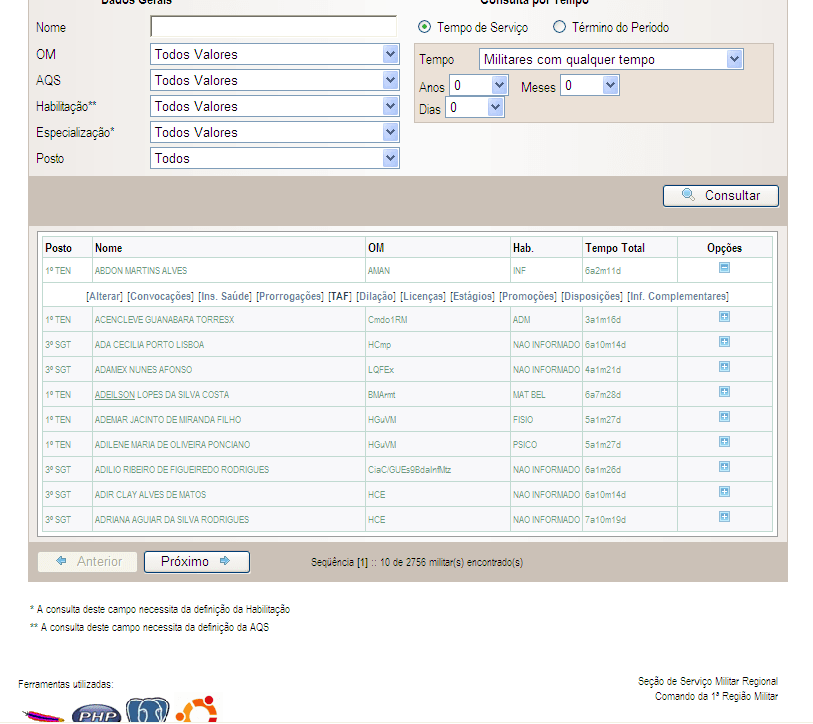 Dados Gerais Consulta por Tempo
Nome
Tempo de Serviço Término do Período
OM Todos Valores
Tempo Militares com qualquer tempo
AQS Todos Valores
Anos 0 Meses 0
Habilitação** Todos Valores
Dias 0
Especialização* Todos Valores
Posto Todos
Consultar
Posto Nome OM Hab. Tempo Total Opções
1º TEN ABDON MARTINS ALVES AMAN INF 6a2m11d
[Alterar] [Convocações] [Ins. Saúde] [Prorrogações] [TAF] [Dilação] [Licenças] [Estágios] [Promoções] [Disposições] [Inf. Complementares]
1º TEN ACENCLEVE GUANABARA TORRESX Cmdo1RM ADM 3a1m16d
3º SGT ADA CECILIA PORTO LISBOA HCmp NAO INFORMADO 6a10m14d
3º SGT ADAMEX NUNES AFONSO LQFEx NAO INFORMADO 4a1m21d
1º TEN ADEILSON LOPES DA SILVA COSTA BMArmt MAT BEL 6a7m28d
1º TEN ADEMAR JACINTO DE MIRANDA FILHO HGuVM FISIO 5a1m27d
1º TEN ADILENE MARIA DE OLIVEIRA PONCIANO HGuVM PSICO 5a1m27d
3º SGT ADILIO RIBEIRO DE FIGUEIREDO RODRIGUES CiaC/GUEs9BdaInfMtz NAO INFORMADO 6a1m26d
3º SGT ADIR CLAY ALVES DE MATOS HCE NAO INFORMADO 6a10m14d
3º SGT ADRIANA AGUIAR DA SILVA RODRIGUES HCE NAO INFORMADO 7a10m19d
Anterior Próximo Seqüência [1] :: 10 de 2756 militar(s) encontrado(s)
* A consulta deste campo necessita da definição da Habilitação
** A consulta deste campo necessita da definição da AQS
Ferramentas utilizadas:
Seção de Serviço Militar Regional
Comando da 1ª Região Militar
PHP